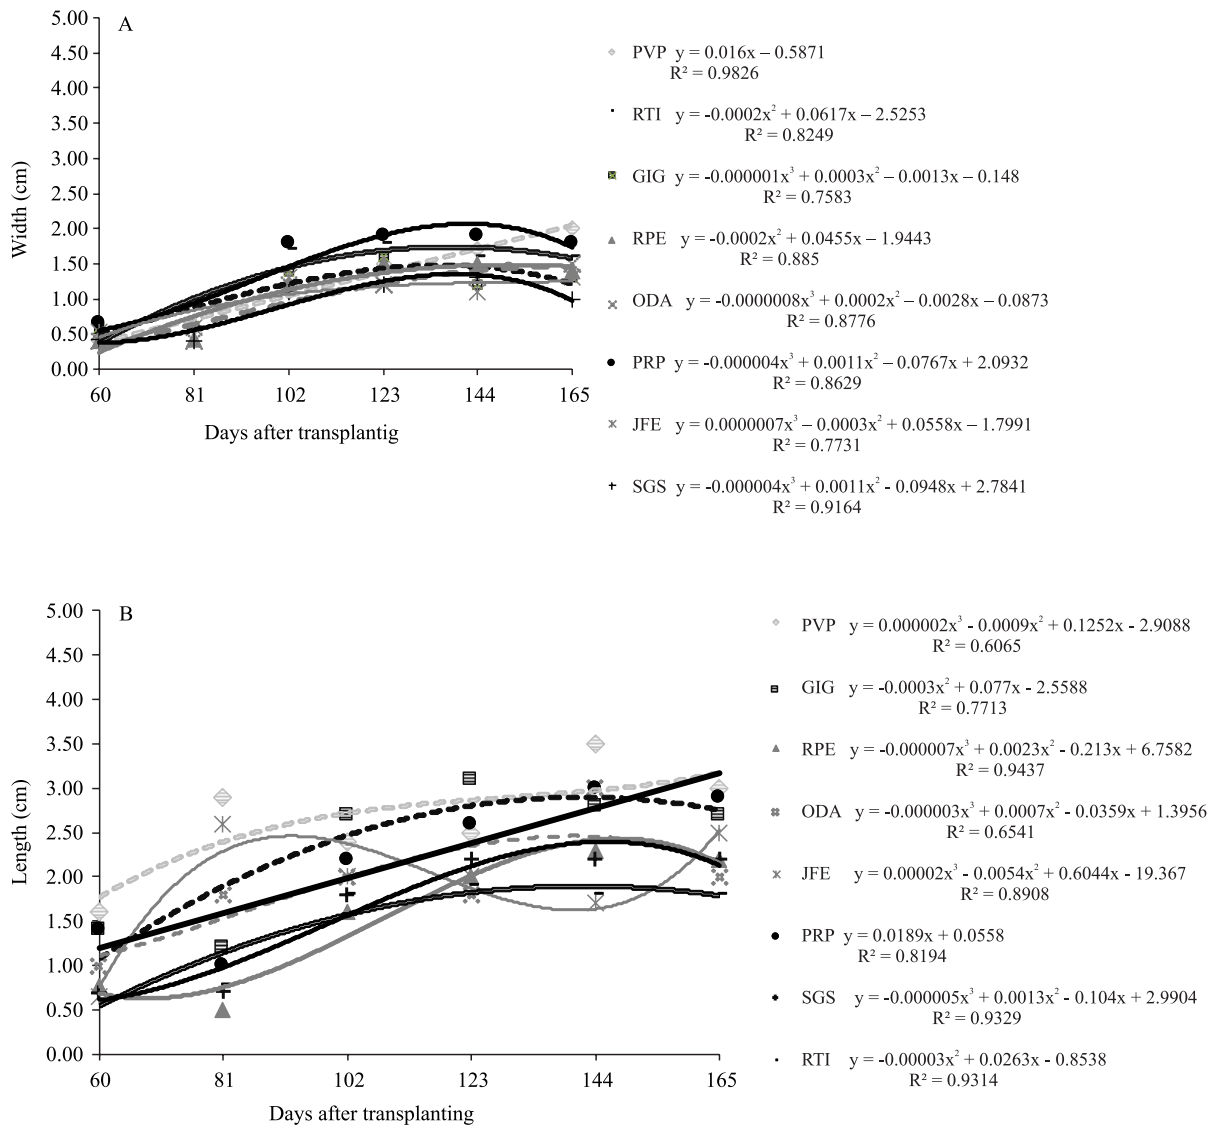 A
5.00
4.50
4.00
3.50
3.00
2.50
2.00
1.50
1.00
0.50
0.00
Width (cm)
60 81 102 123 144 165
Days after transplantig
PVP y = 0.016x – 0.5871
R² = 0.9826
RTI y = -0.0002x² + 0.0617x – 2.5253
R² = 0.8249
GIG y = -0.000001x³ + 0.0003x² – 0.0013x – 0.148
R² = 0.7583
RPE y = -0.0002x² + 0.0455x – 1.9443
R² = 0.885
ODA y = -0.0000008x³ + 0.0002x² – 0.0028x – 0.0873
R² = 0.8776
PRP y = -0.000004x³ + 0.0011x² – 0.0767x + 2.0932
R² = 0.8629
JFE y = 0.0000007x³ – 0.0003x² + 0.0558x – 1.7991
R² = 0.7731
SGS y = -0.000004x³ + 0.0011x² - 0.0948x + 2.7841
R² = 0.9164
B
5.00
4.50
4.00
3.50
3.00
2.50
2.00
1.50
1.00
0.50
0.00
Length (cm)
60 81 102 123 144 165
Days after transplanting
PVP y = 0.000002x³ - 0.0009x² + 0.1252x - 2.9088
R² = 0.6065
GIG y = -0.0003x² + 0.077x - 2.5588
R² = 0.7713
RPE y = -0.000007x³ + 0.0023x² - 0.213x + 6.7582
R² = 0.9437
ODA y = -0.000003x³ + 0.0007x² - 0.0359x + 1.3956
R² = 0.6541
JFE y = 0.00002x³ - 0.0054x² + 0.6044x - 19.367
R² = 0.8908
PRP y = 0.0189x + 0.0558
R² = 0.8194
SGS y = -0.000005x³ + 0.0013x² - 0.104x + 2.9904
R² = 0.9329
RTI y = -0.00003x² + 0.0263x - 0.8538
R² = 0.9314